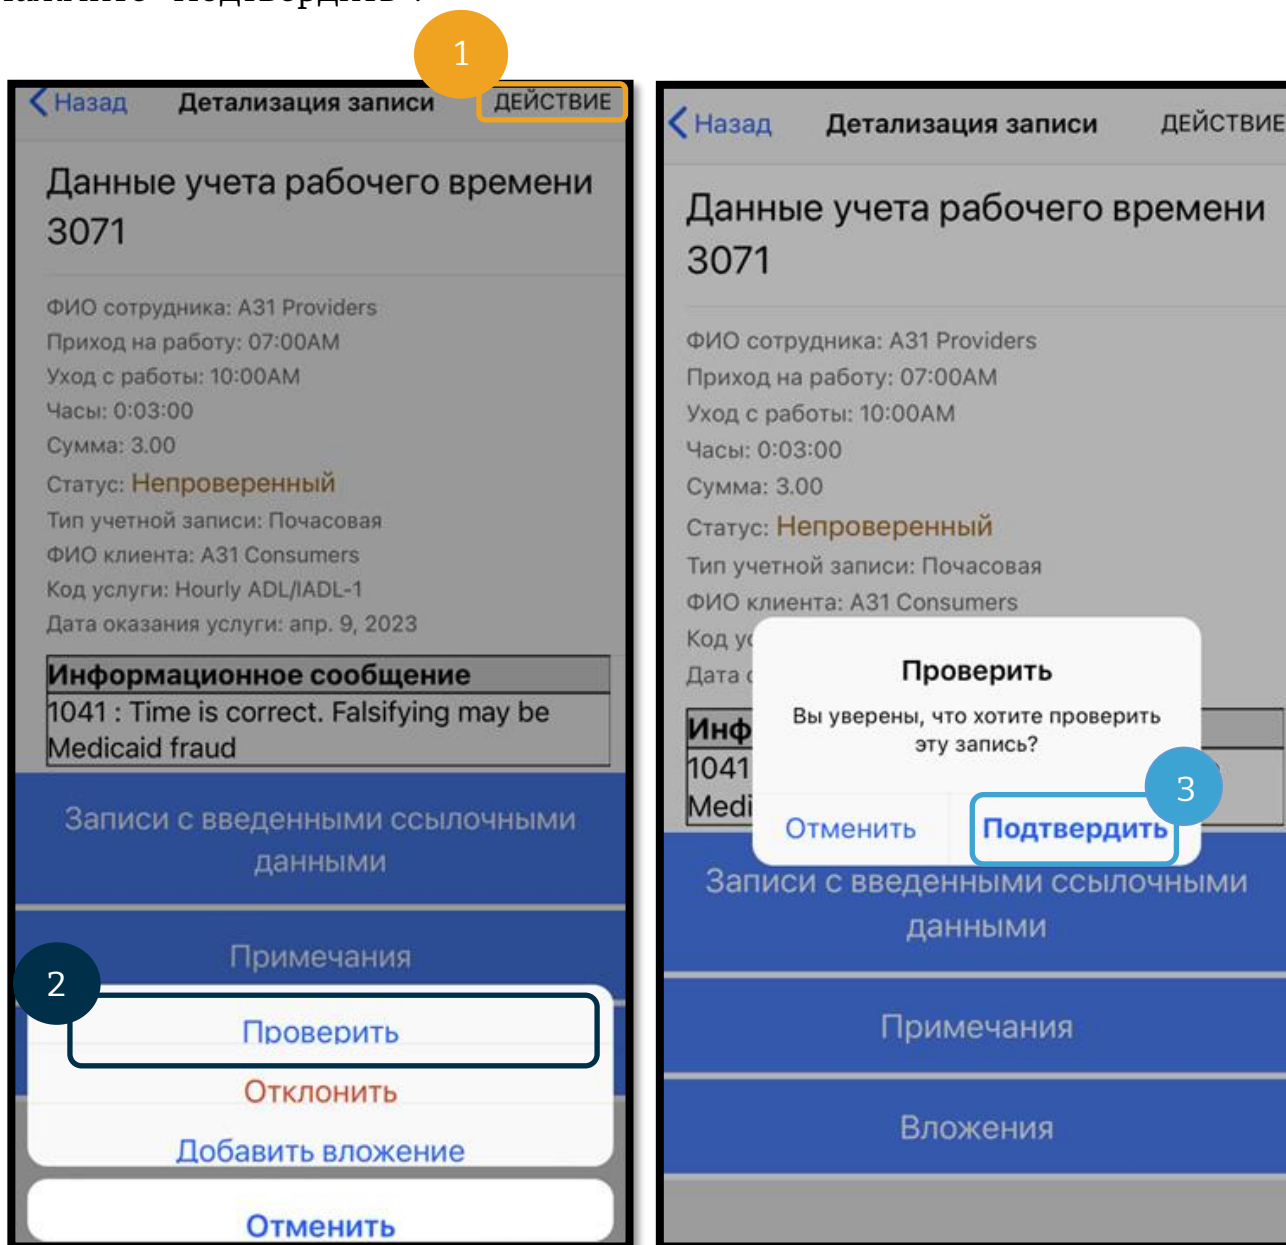 "Подтвердить".
1
Назад Детализация записи ДЕЙСТВИЕ
Данные учета рабочего времени
3071
ФИО сотрудника: A31 Providers
Приход на работу: 07:00AM
Уход с работы: 10:00AM
Часы: 0:03:00
Сумма: 3.00
Статус: Непроверенный
Тип учетной записи: Почасовая
ФИО клиента: A31 Consumers
Код услуги: Hourly ADL/IADL-1
Дата оказания услуги: апр. 9, 2023
Информационное сообщение
1041 : Time is correct. Falsifying may be
Medicaid fraud
Записи с введенными ссылочными
данными
Примечания
2
Проверить
Отклонить
Добавить вложение
Отменить
Назад Детализация записи ДЕЙСТВИЕ
Данные учета рабочего времени
3071
ФИО сотрудника: A31 Providers
Приход на работу: 07:00AM
Уход с работы: 10:00AM
Часы: 0:03:00
Сумма: 3.00
Статус: Непроверенный
Тип учетной записи: Почасовая
ФИО клиента: A31 Consumers
Код
Дата
Проверить
Вы уверены, что хотите проверить
эту запись?
1041
3
Отменить Подтвердить
Записи с введенными ссылочными
данными
Примечания
Вложения